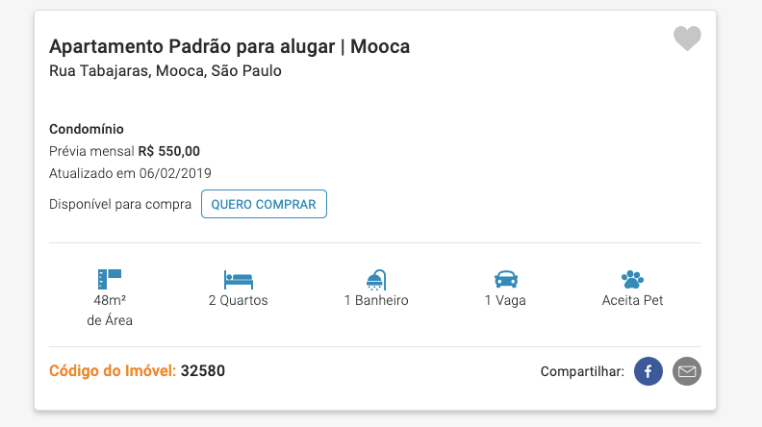 Apartamento Padrão para alugar | Mooca
Rua Tabajaras, Mooca, São Paulo
Condomínio
Prévia mensal R$ 550,00
Atualizado em 06/02/2019
Disponível para compra QUERO COMPRAR
48m² 2 Quartos 1 Banheiro 1 Vaga Aceita Pet
de Área
Código do Imóvel: 32580 Compartilhar: f